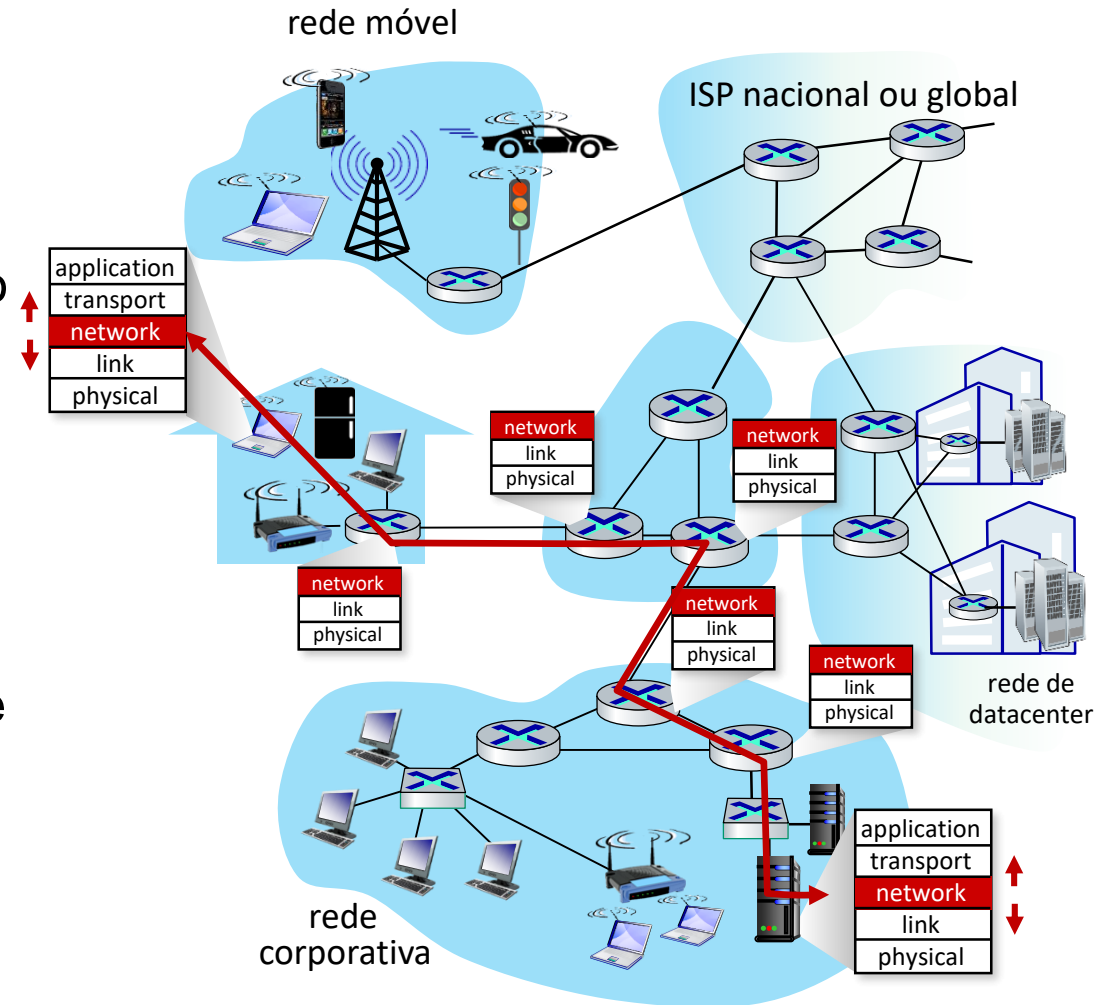 rede móvel
ISP nacional ou global
application
transport
network
link
physical
o
network
link
physical
network
link
physical
network
link
physical
network
link
physical
network
link
physical
e
rede de
datacenter
application
transport
network
link
physical
rede
corporativa